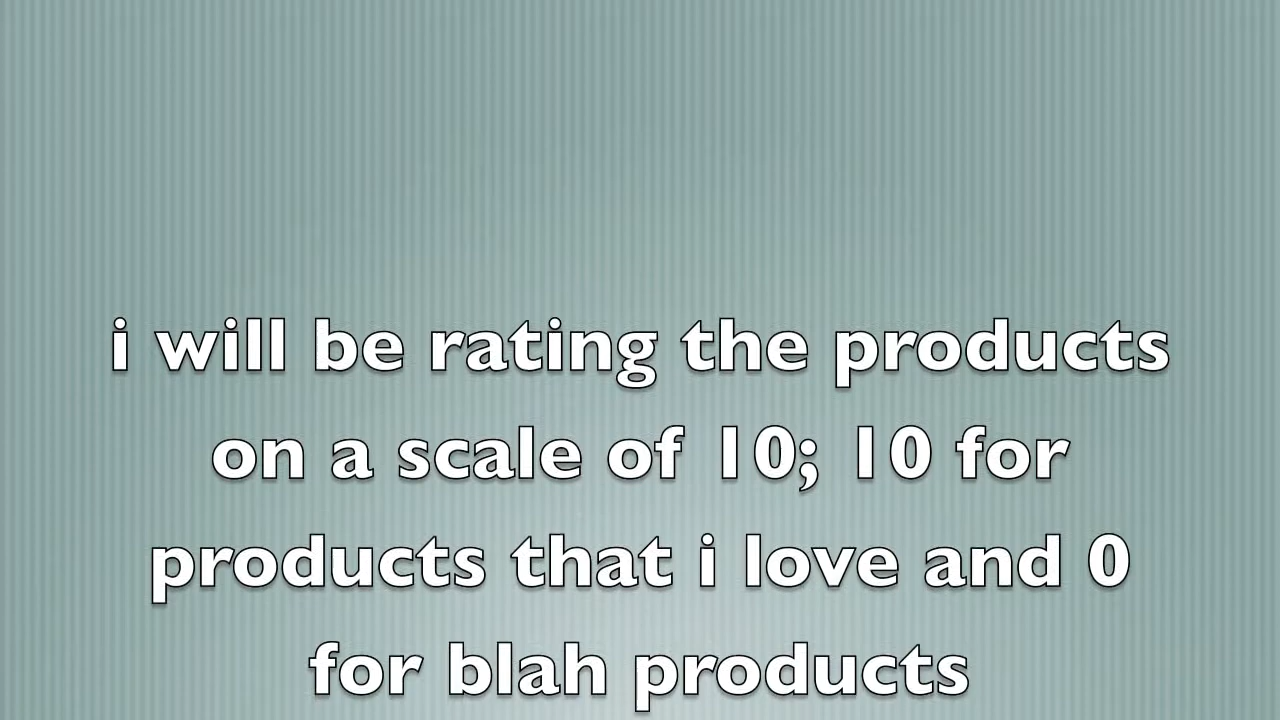 i will be rating the products
on a scale of 10; 10 for
products that i love and 0
for blah products